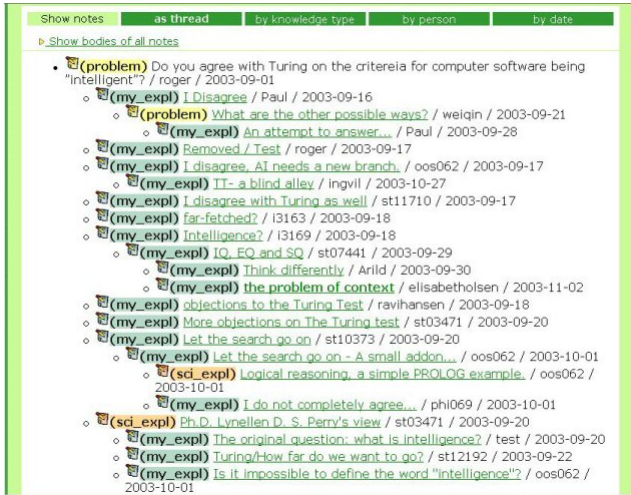 Show notes as thread by knowledge type by person by date
Show bodies of all notes
(problem) Do you agree with Turing on the critereia for computer software being
"intelligent"? / roger / 2003-09-01
(my_expl) I Disagree / Paul / 2003-09-16
(problem) What are the other possible ways? / weiqin / 2003-09-21
(my_expl) An attempt to answer... / Paul / 2003-09-28
(my_expl) Removed / Test / roger / 2003-09-17
(my_expl) I disagree, AI needs a new branch. / oos062 / 2003-09-17
(my_expl) TT- a blind alley / ingvil / 2003-10-27
(my_expl) I disagree with Turing as well / st11710 / 2003-09-17
(my_expl) far-fetched? / i3163 / 2003-09-18
(my_expl) Intelligence? / i3169 / 2003-09-18
(my_expl) IQ, EQ and SQ / st07441 / 2003-09-29
(my_expl) Think differently / Arild / 2003-09-30
(my_expl) the problem of context / elisabetholsen / 2003-11-02
(my_expl) objections to the Turing Test / ravihansen / 2003-09-18
(my_expl) More objections on The Turing test / st03471 / 2003-09-20
(my_expl) Let the search go on / st10373 / 2003-09-20
(my_expl) Let the search go on - A small addon... / oos062 / 2003-10-01
(sci_expl) Logical reasoning, a simple PROLOG example. / oos062 /
2003-10-01
(my_expl) I do not completely agree... / phi069 / 2003-10-01
(sci_expl) Ph.D. Lynellen D. S. Perry's view / st03471 / 2003-09-20
(my_expl) The original question: what is intelligence? / test / 2003-09-20
(my_expl) Turing/How far do we want to go? / st12192 / 2003-09-22
(my_expl) Is it impossible to define the word "intelligence"? / oos062 /
2003-10-01